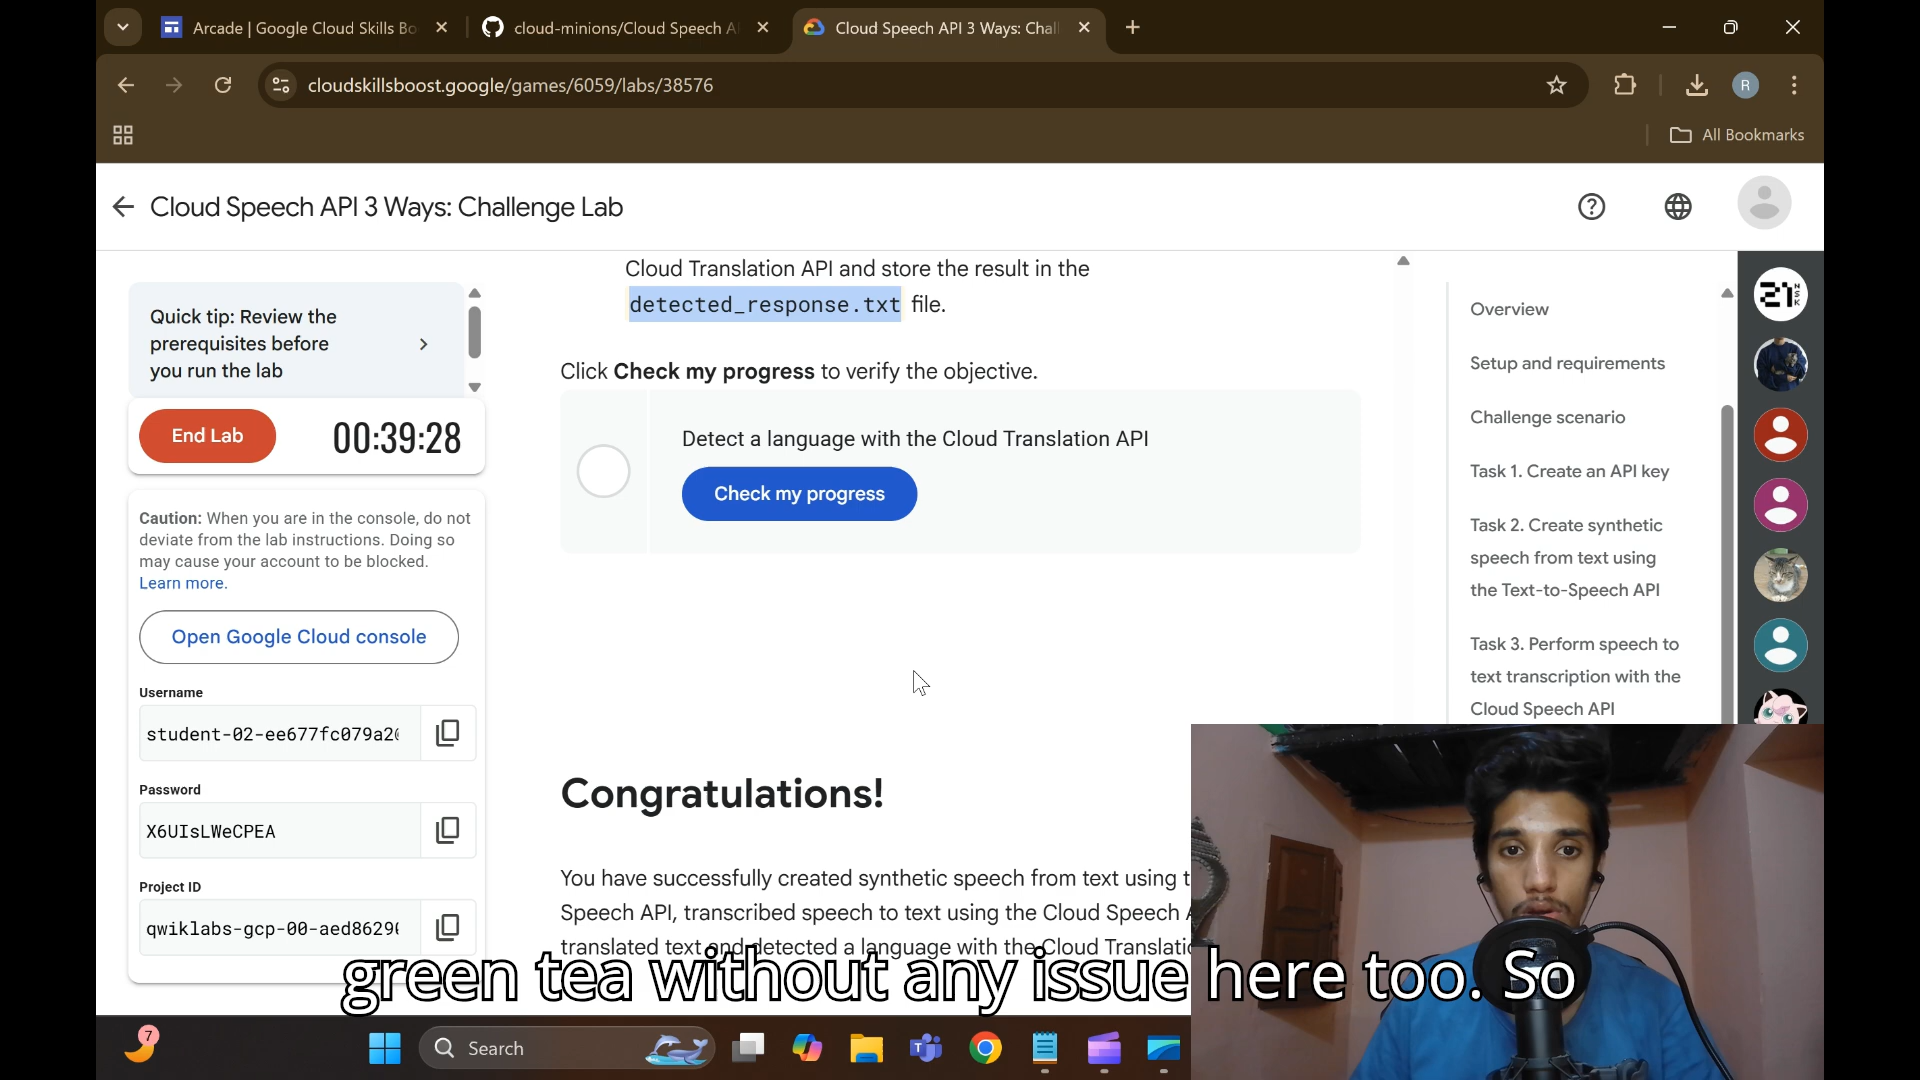 Arcade | Google Cloud Skills Bo
cloud-minions/Cloud Speech A
Cloud Speech API 3 Ways: Chal
cloudskillsboost.google/games/6059/labs/38576
R
All Bookmarks
Cloud Speech API 3 Ways: Challenge Lab
Quick tip: Review the
prerequisites before
you run the lab
End Lab
00:39:28
Caution: When you are in the console, do not
deviate from the lab instructions. Doing so
may cause your account to be blocked.
Learn more.
Open Google Cloud console
Username
student-02-ee677fc079a2
Password
X6UIsLWeCPEA
Project ID
qwiklabs-gcp-00-aed8629
Cloud Translation API and store the result in the
detected_response.txt file.
Click Check my progress to verify the objective.
Detect a language with the Cloud Translation API
Check my progress
Congratulations!
You have successfully created synthetic speech from text using t
Speech API, transcribed speech to text using the Cloud Speech A
translated text and detected a language with the Cloud Translatio
Overview
Setup and requirements
Challenge scenario
Task 1. Create an API key
Task 2. Create synthetic
speech from text using
the Text-to-Speech API
Task 3. Perform speech to
text transcription with the
Cloud Speech API
21
NSK
green tea without any issue here too. So
7
Search